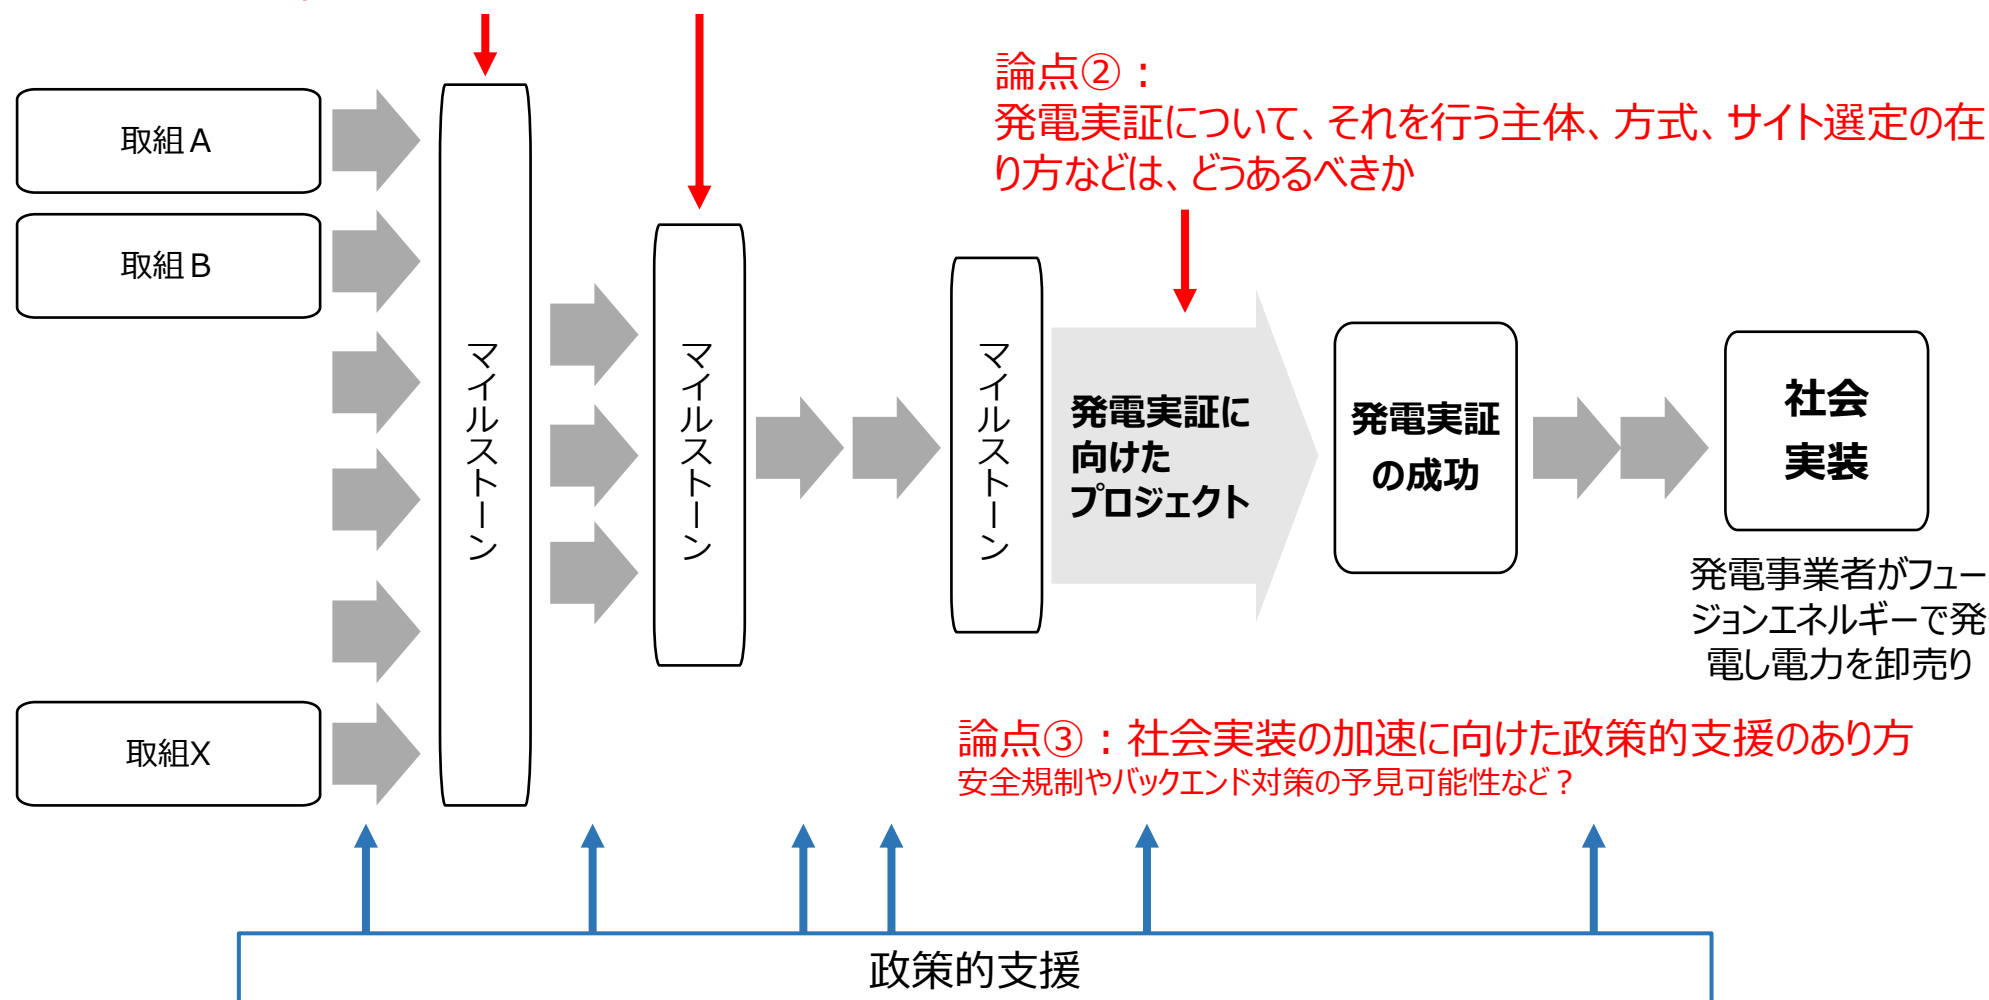 論点②：
発電実証について、それを行う主体、方式、サイト選定の在
り方などは、どうあるべきか
取組A
取組B
取組X
マイルストーン
マイルストーン
マイルストーン
発電実証に
向けた
プロジェクト
発電実証
の成功
社会
実装
発電事業者がフュー
ジョンエネルギーで発
電し電力を卸売り
論点③：社会実装の加速に向けた政策的支援のあり方
安全規制やバックエンド対策の予見可能性など？
政策的支援